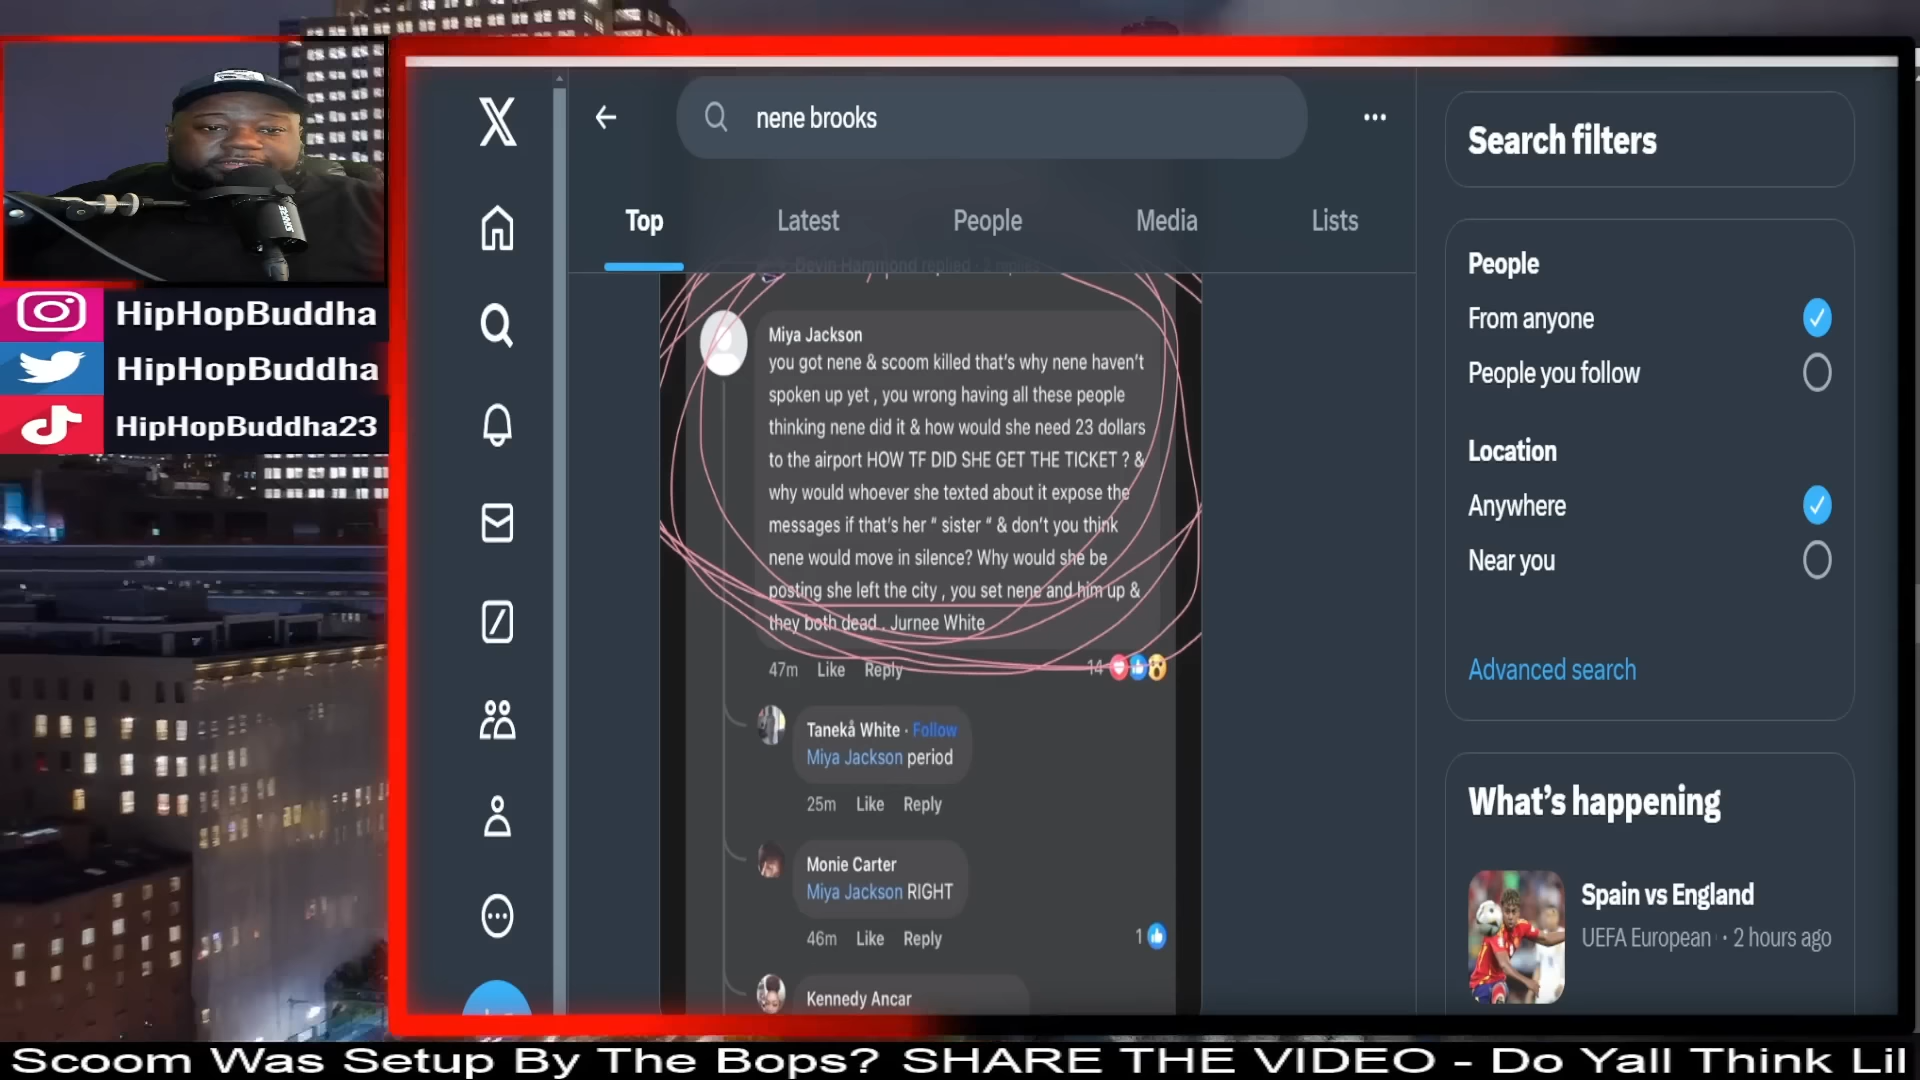 HipHopBuddha
HipHopBuddha
HipHopBuddha23
nene brooks
Top
Latest
People
Media
Lists
Devin Hammond replied · 2 replies
Miya Jackson
you got nene & scoom killed that's why nene haven't
spoken up yet , you wrong having all these people
thinking nene did it & how would she need 23 dollars
to the airport HOW TF DID SHE GET THE TICKET ? &
why would whoever she texted about it expose the
messages if that's her “ sister “ & don't you think
nene would move in silence? Why would she be
posting she left the city , you set nene and him up &
they both dead . Jurnee White
47m Like Reply 14
Tanekå White · Follow
Miya Jackson period
25m Like Reply
Monie Carter
Miya Jackson RIGHT
46m Like Reply 1
Kennedy Ancar
Search filters
People
From anyone
People you follow
Location
Anywhere
Near you
Advanced search
What's happening
Spain vs England
UEFA European · 2 hours ago
Scoom Was Setup By The Bops? SHARE THE VIDEO - Do Yall Think Lil